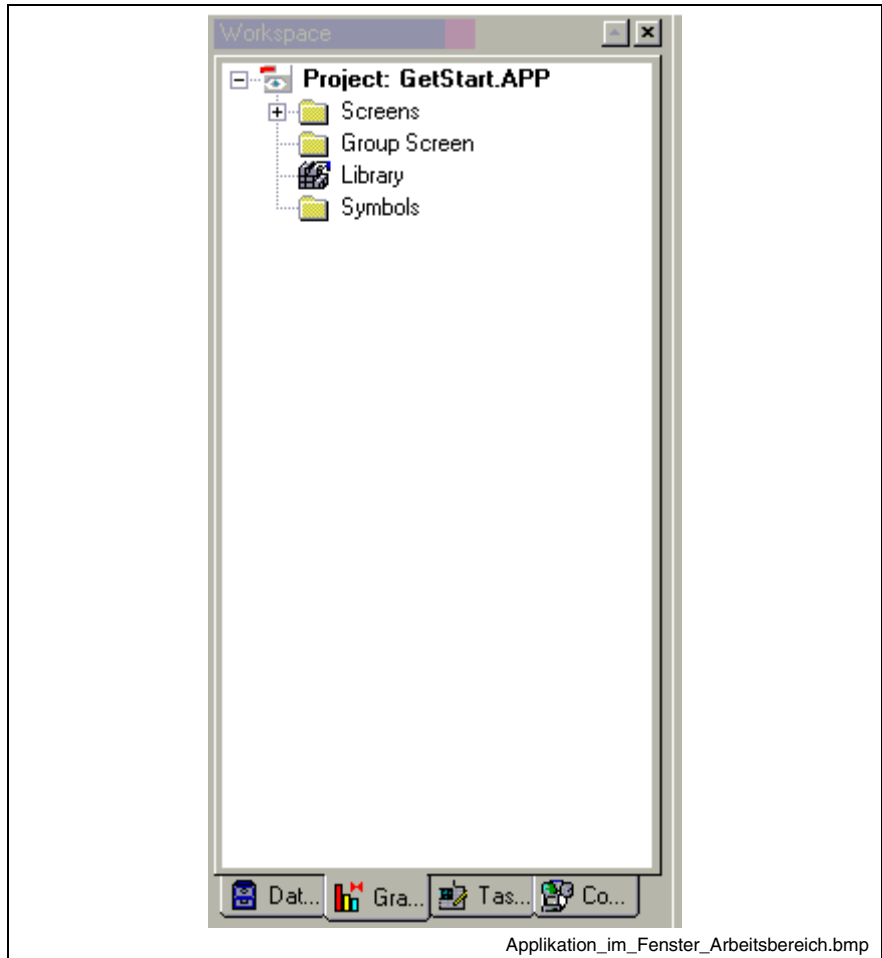 Workspace
Project: GetStart.APP
Screens
Group Screen
Library
Symbols
Dat... Gra... Tas... Co...
Applikation_im_Fenster_Arbeitsbereich.bmp